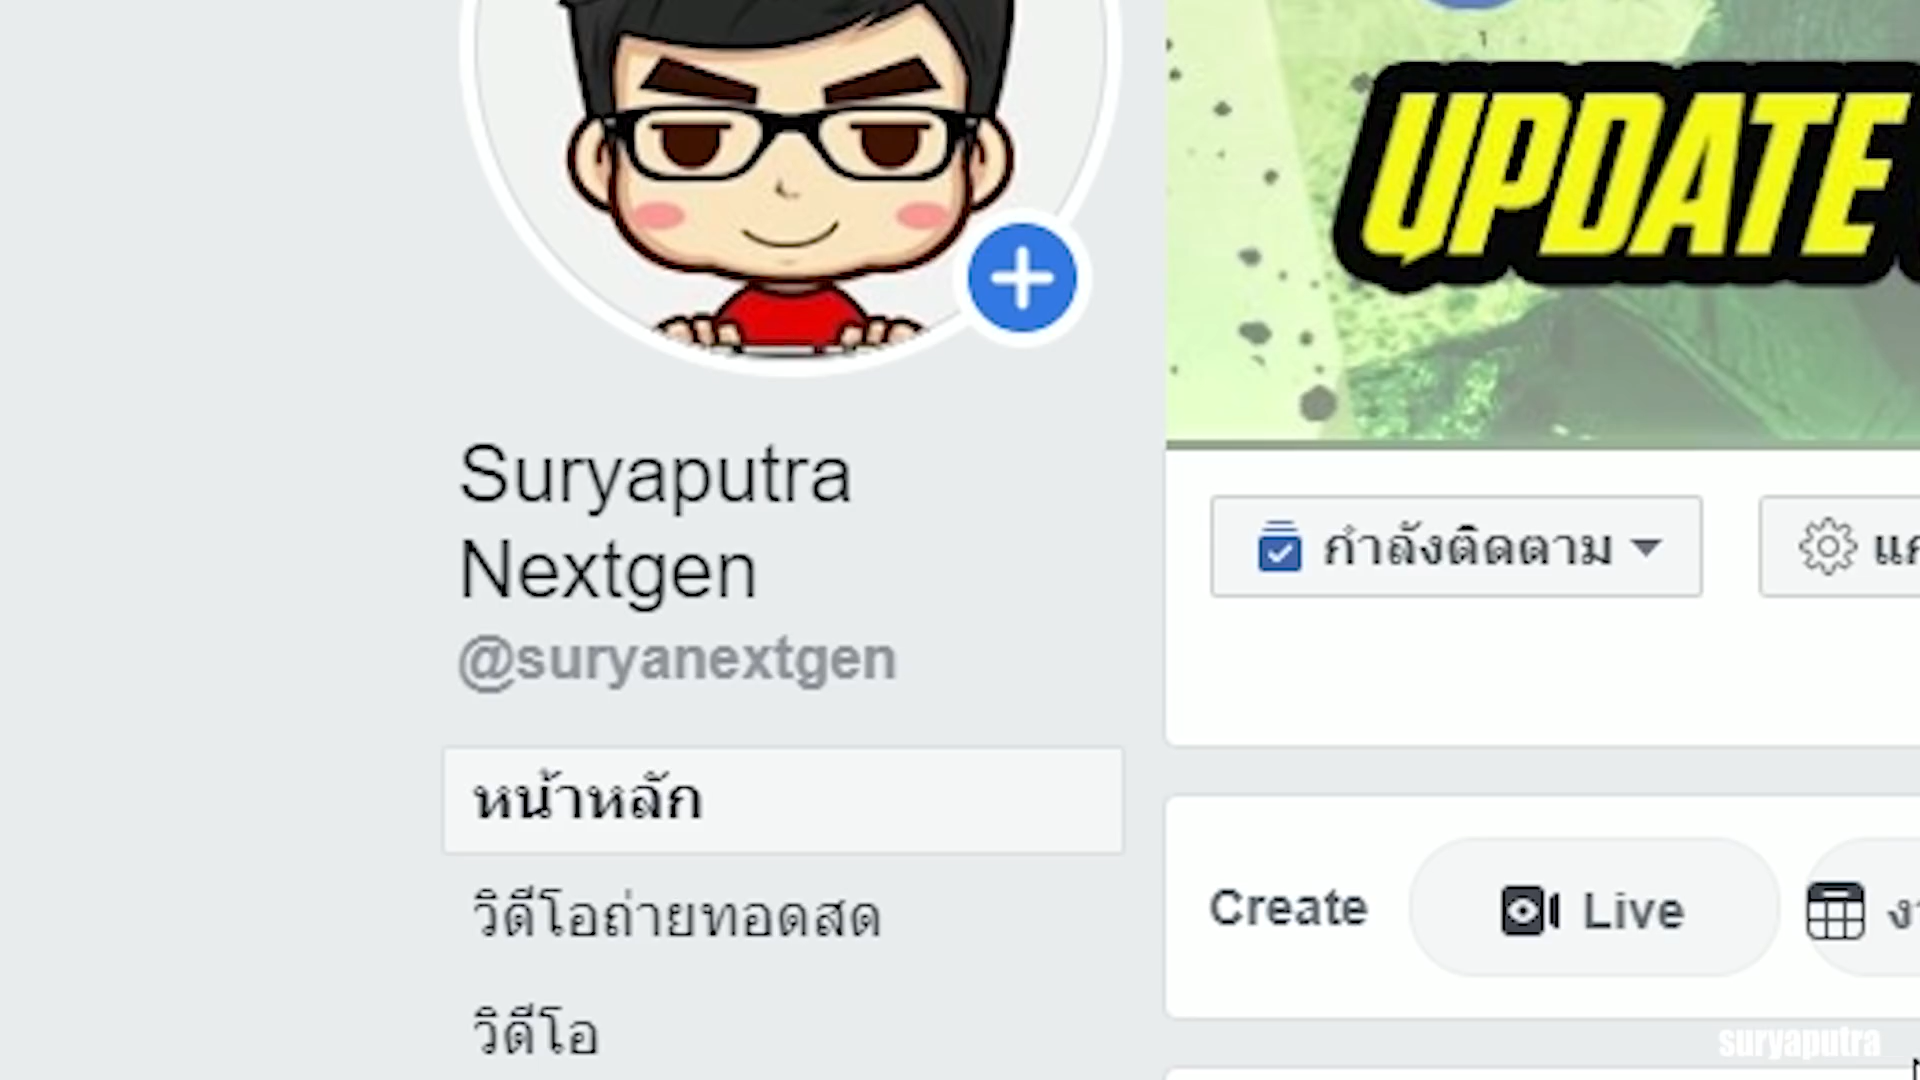 UPDATE
Suryaputra
Nextgen
@suryanextgen
กำลังติดตาม
หน้าหลัก
วิดีโอถ่ายทอดสด
วิดีโอ
Create
Live
suryaputra